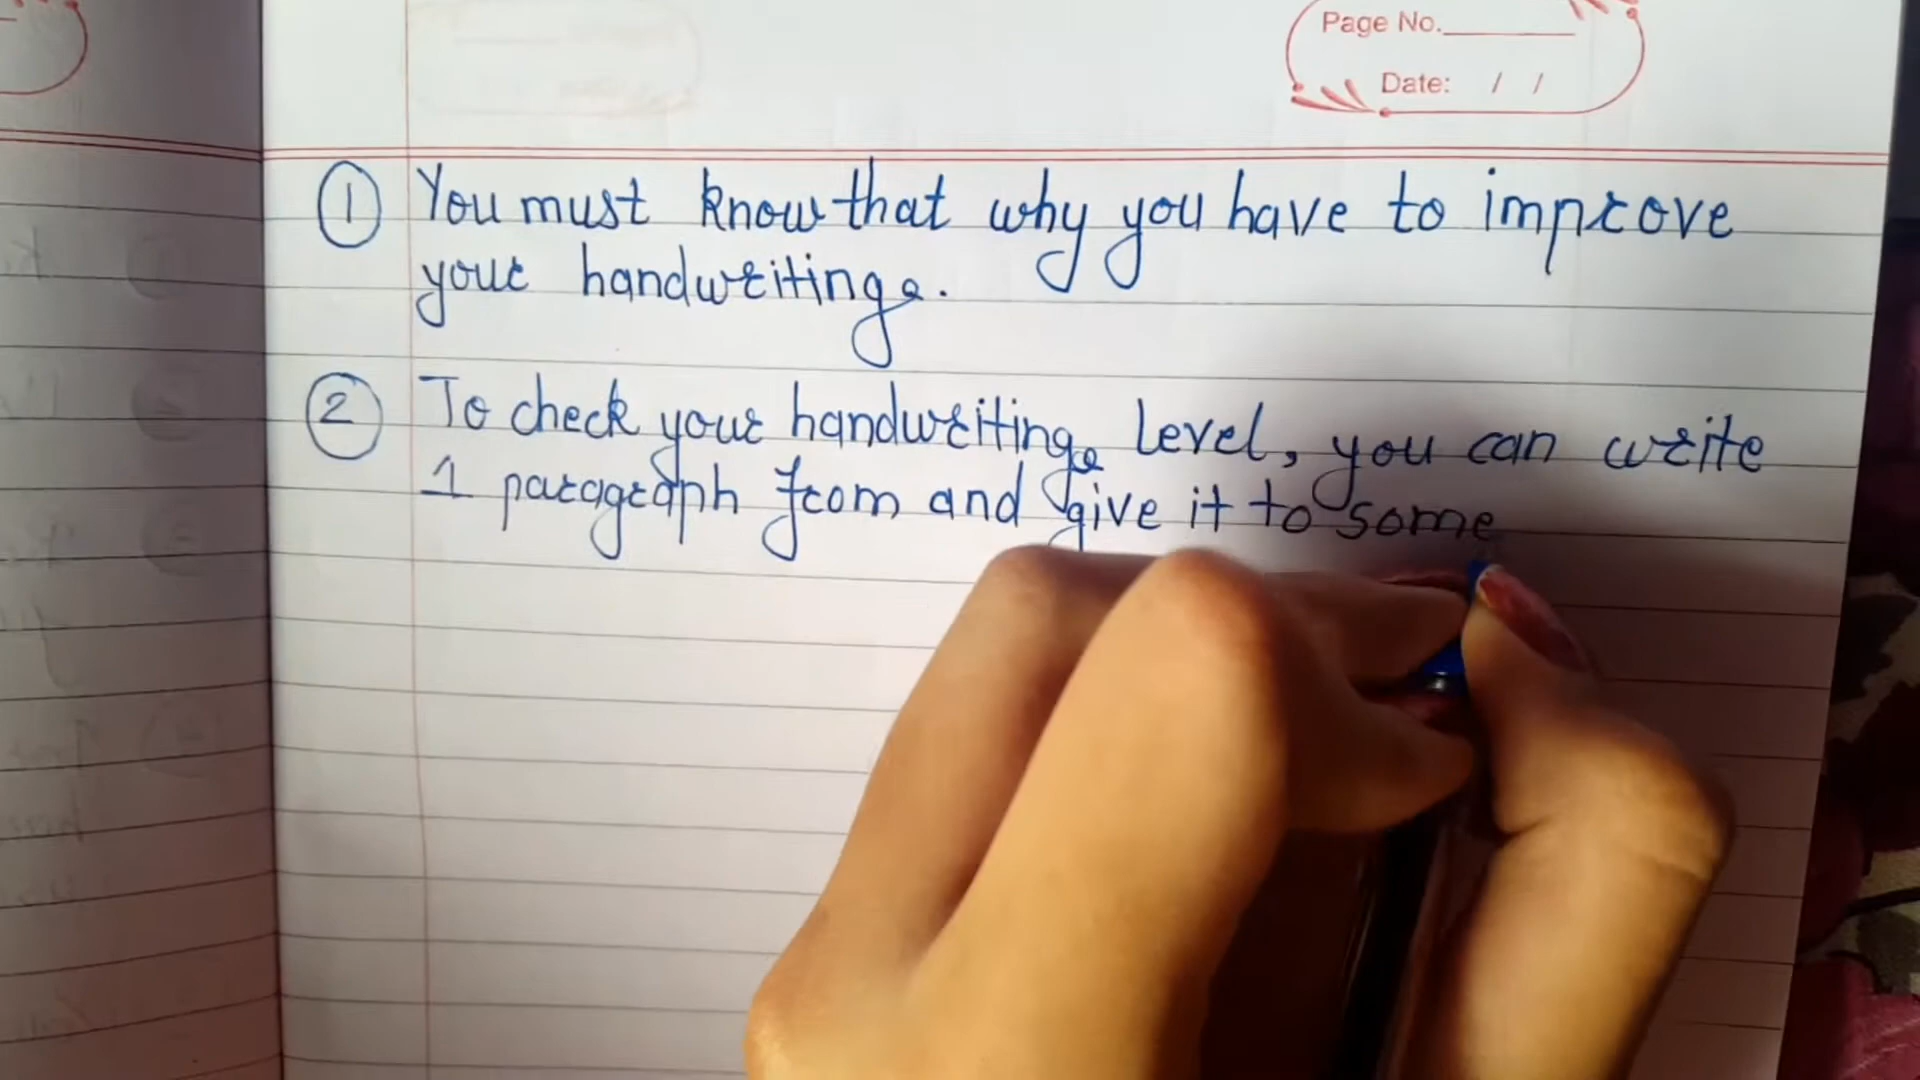 Page No.
Date: / /
① You must know that why you have to improve
your handwriting.
② To check your handwriting level, you can write
1 paragraph from and give it to some